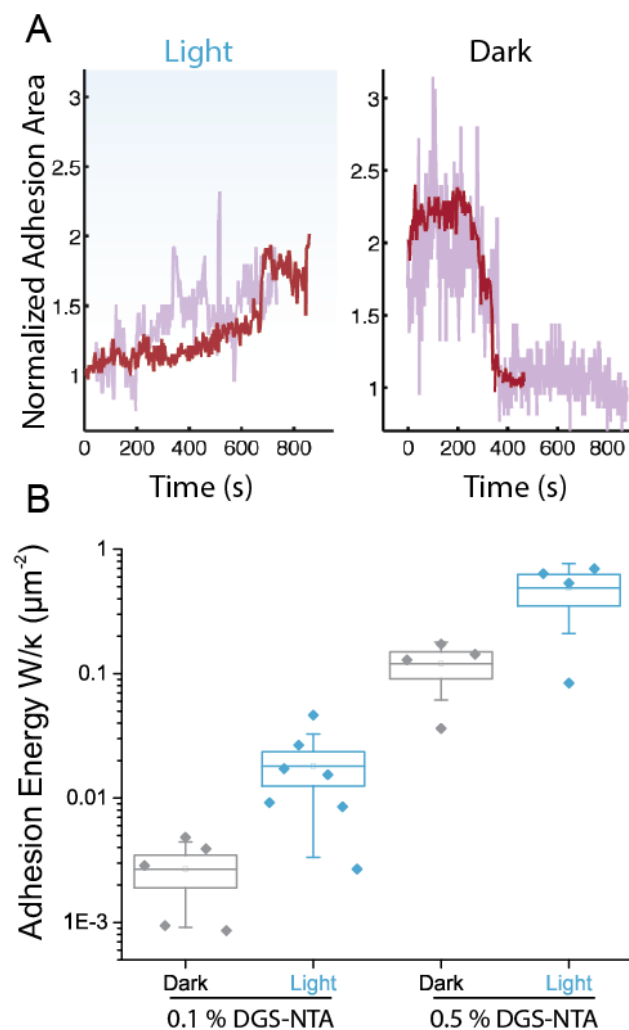 A
Light
Dark
Normalized Adhesion Area
3
2.5
2
1.5
1
0 200 400 600 800
Time (s)
3
2.5
2
1.5
1
0 200 400 600 800
Time (s)
B
Adhesion Energy W/κ (μm⁻²)
1
0.1
0.01
1E-3
Dark Light Dark Light
0.1 % DGS-NTA 0.5 % DGS-NTA